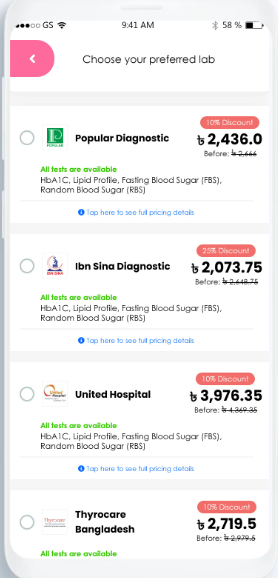 GS 9:41 AM 58 %
Choose your preferred lab
10% Discount
POPULAR
Popular Diagnostic
৳ 2,436.0
Before: ৳ 2,666
All tests are available
HbA1C, Lipid Profile, Fasting Blood Sugar (FBS),
Random Blood Sugar (RBS)
Tap here to see full pricing details
25% Discount
IBN SINA
Ibn Sina Diagnostic
৳ 2,073.75
Before: ৳ 2,648.75
All tests are available
HbA1C, Lipid Profile, Fasting Blood Sugar (FBS),
Random Blood Sugar (RBS)
Tap here to see full pricing details
10% Discount
United
Hospital
United Hospital
৳ 3,976.35
Before: ৳ 4,369.35
All tests are available
HbA1C, Lipid Profile, Fasting Blood Sugar (FBS),
Random Blood Sugar (RBS)
Tap here to see full pricing details
10% Discount
Thyrocare
Thyrocare
Bangladesh
৳ 2,719.5
Before: ৳ 2,979.5
All tests are available